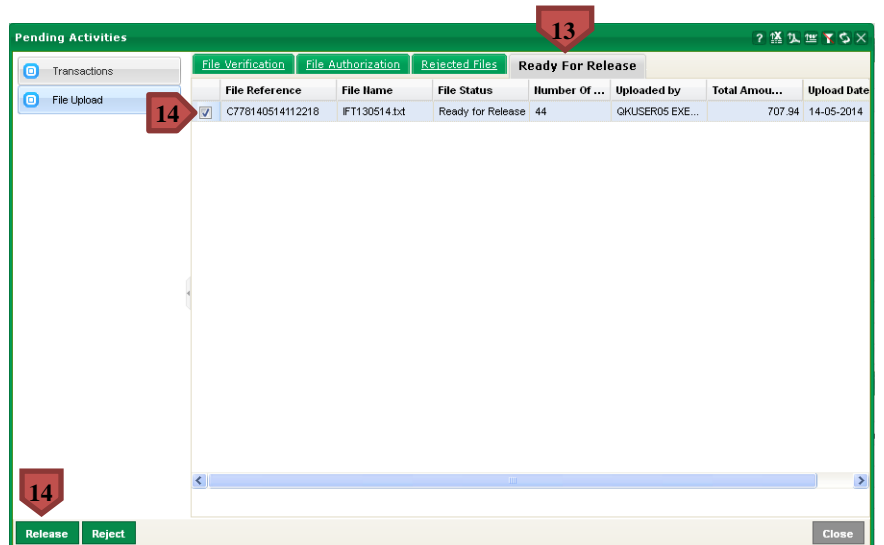 13
Pending Activities
Transactions
File Upload
File Verification File Authorization Rejected Files Ready For Release
File Reference File Name File Status Number Of ... Uploaded by Total Amou... Upload Date
14 C778140514112218 IFT130514.txt Ready for Release 44 QKUSER05 EXE... 707.94 14-05-2014
14
Release Reject Close